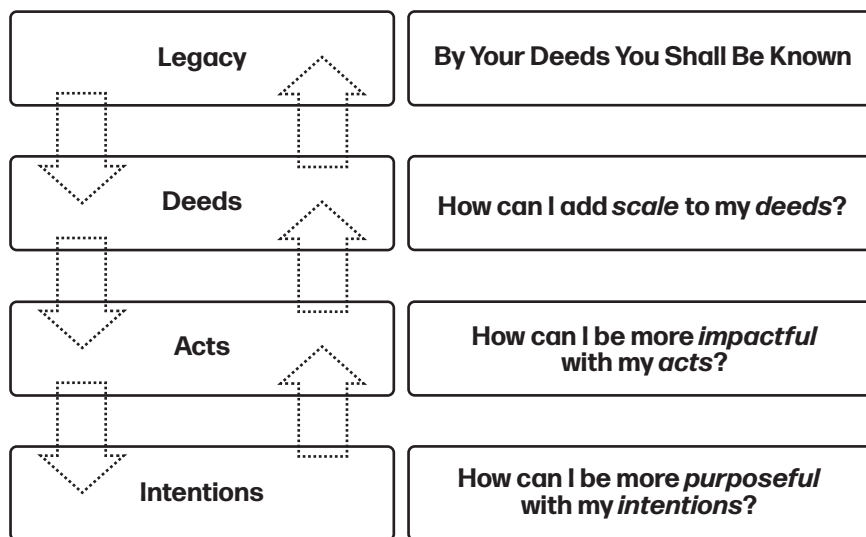 Legacy
By Your Deeds You Shall Be Known
Deeds
How can I add scale to my deeds?
Acts
How can I be more impactful
with my acts?
Intentions
How can I be more purposeful
with my intentions?